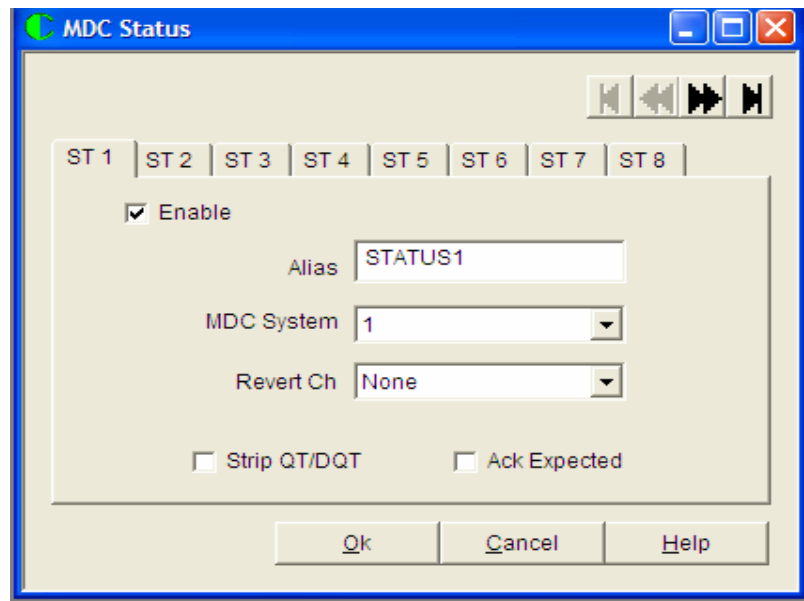 MDC Status
ST 1 ST 2 ST 3 ST 4 ST 5 ST 6 ST 7 ST 8
Enable
Alias STATUS1
MDC System 1
Revert Ch None
Strip QT/DQT Ack Expected
Ok Cancel Help